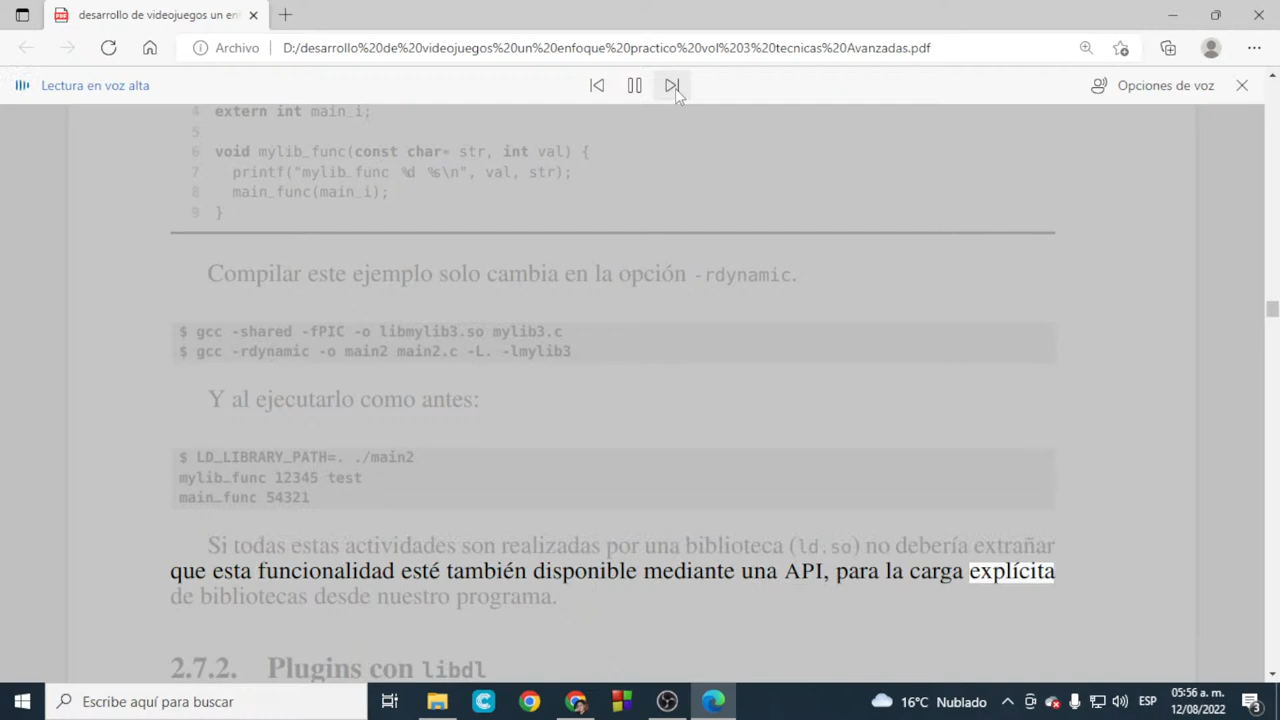 desarrollo de videojuegos un en
Archivo
D:/desarrollo%20de%20videojuegos%20un%20enfoque%20practico%20vol%203%20tecnicas%20Avanzadas.pdf
Lectura en voz alta
Opciones de voz
4 extern int main_i;
5
6 void mylib_func(const char* str, int val) {
7 printf("mylib_func %d %s\n", val, str);
8 main_func(main_i);
9 }
Compilar este ejemplo solo cambia en la opción -rdynamic.
$ gcc -shared -fPIC -o libmylib3.so mylib3.c
$ gcc -rdynamic -o main2 main2.c -L. -lmylib3
Y al ejecutarlo como antes:
$ LD_LIBRARY_PATH=. ./main2
mylib_func 12345 test
main_func 54321
Si todas estas actividades son realizadas por una biblioteca (ld.so) no debería extrañar
que esta funcionalidad esté también disponible mediante una API, para la carga explícita
de bibliotecas desde nuestro programa.
2.7.2. Plugins con libdl
Escribe aquí para buscar
16°C Nublado
ESP
05:56 a. m.
12/08/2022
3